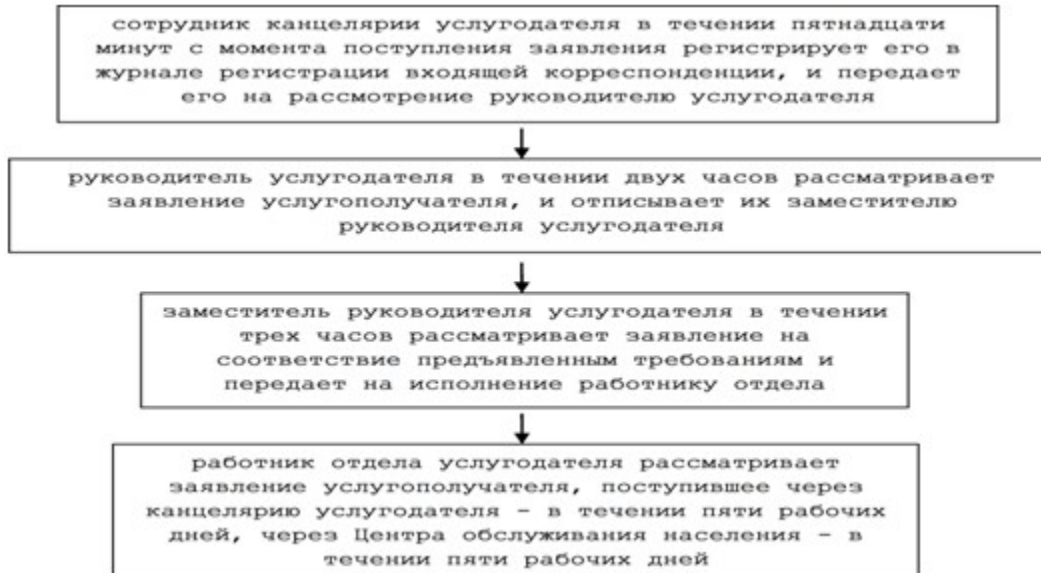 сотрудник канцелярии услугодателя в течении пятнадцати
минут с момента поступления заявления регистрирует его в
журнале регистрации входящей корреспонденции, и передает
его на рассмотрение руководителю услугодателя
руководитель услугодателя в течении двух часов рассматривает
заявление услугополучателя, и отписывает их заместителю
руководителя услугодателя
заместитель руководителя услугодателя в течении
трех часов рассматривает заявление на
соответствие предъявленным требованиям и
передает на исполнение работнику отдела
работник отдела услугодателя рассматривает
заявление услугополучателя, поступившее через
канцелярию услугодателя – в течении пяти рабочих
дней, через Центра обслуживания населения – в
течении пяти рабочих дней